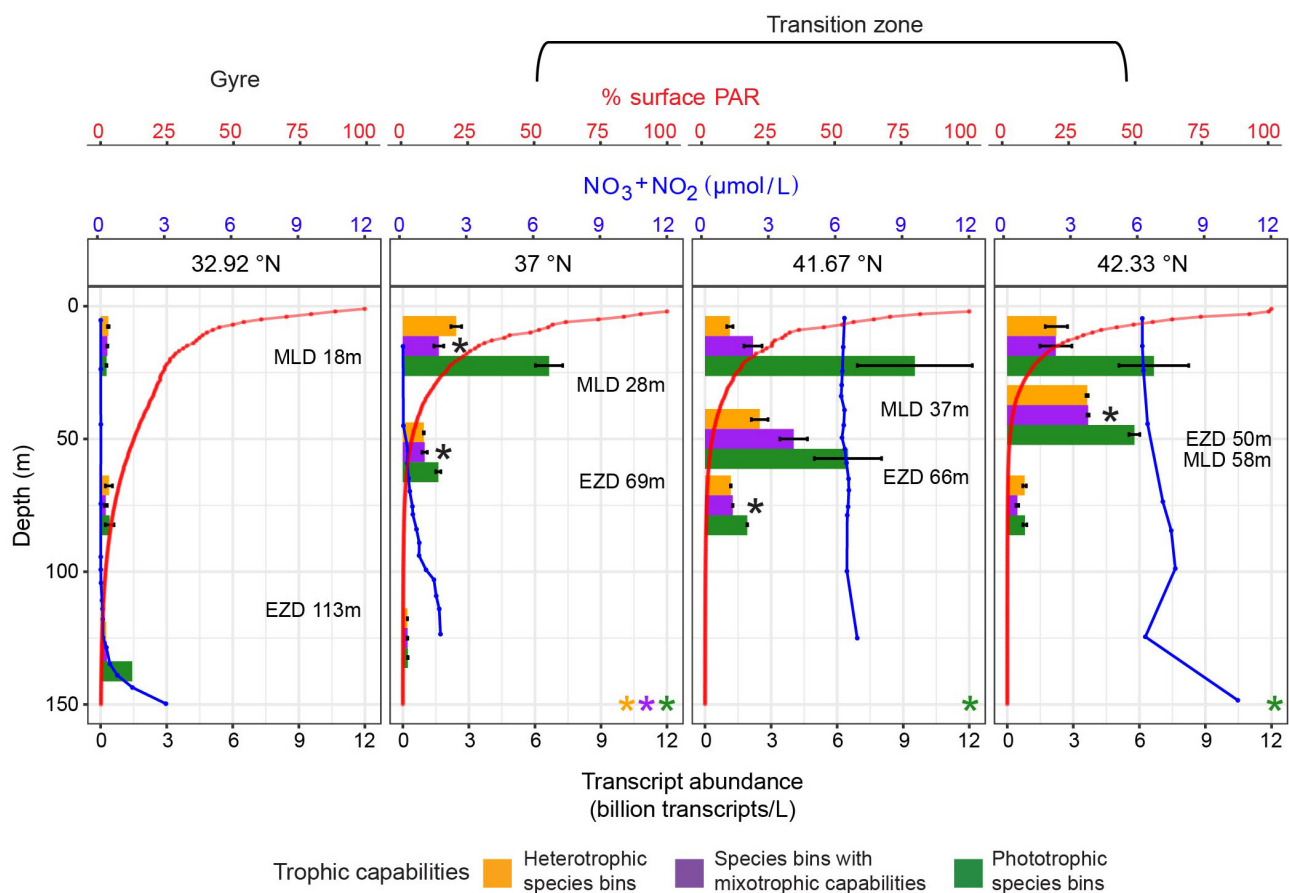 Transition zone
Gyre
% surface PAR
0 25 50 75 100 0 25 50 75 100 0 25 50 75 100 0 25 50 75 100
NO3+NO2 (μmol/L)
0 3 6 9 12 0 3 6 9 12 0 3 6 9 12 0 3 6 9 12
32.92 °N 37 °N 41.67 °N 42.33 °N
Depth (m)
0
50
100
150
MLD 18m
EZD 113m
MLD 28m
EZD 69m
* *
* * *
MLD 37m
EZD 66m
*
*
EZD 50m
MLD 58m
*
*
0 3 6 9 12 0 3 6 9 12 0 3 6 9 12 0 3 6 9 12
Transcript abundance
(billion transcripts/L)
Trophic capabilities
Heterotrophic
species bins
Species bins with
mixotrophic capabilities
Phototrophic
species bins